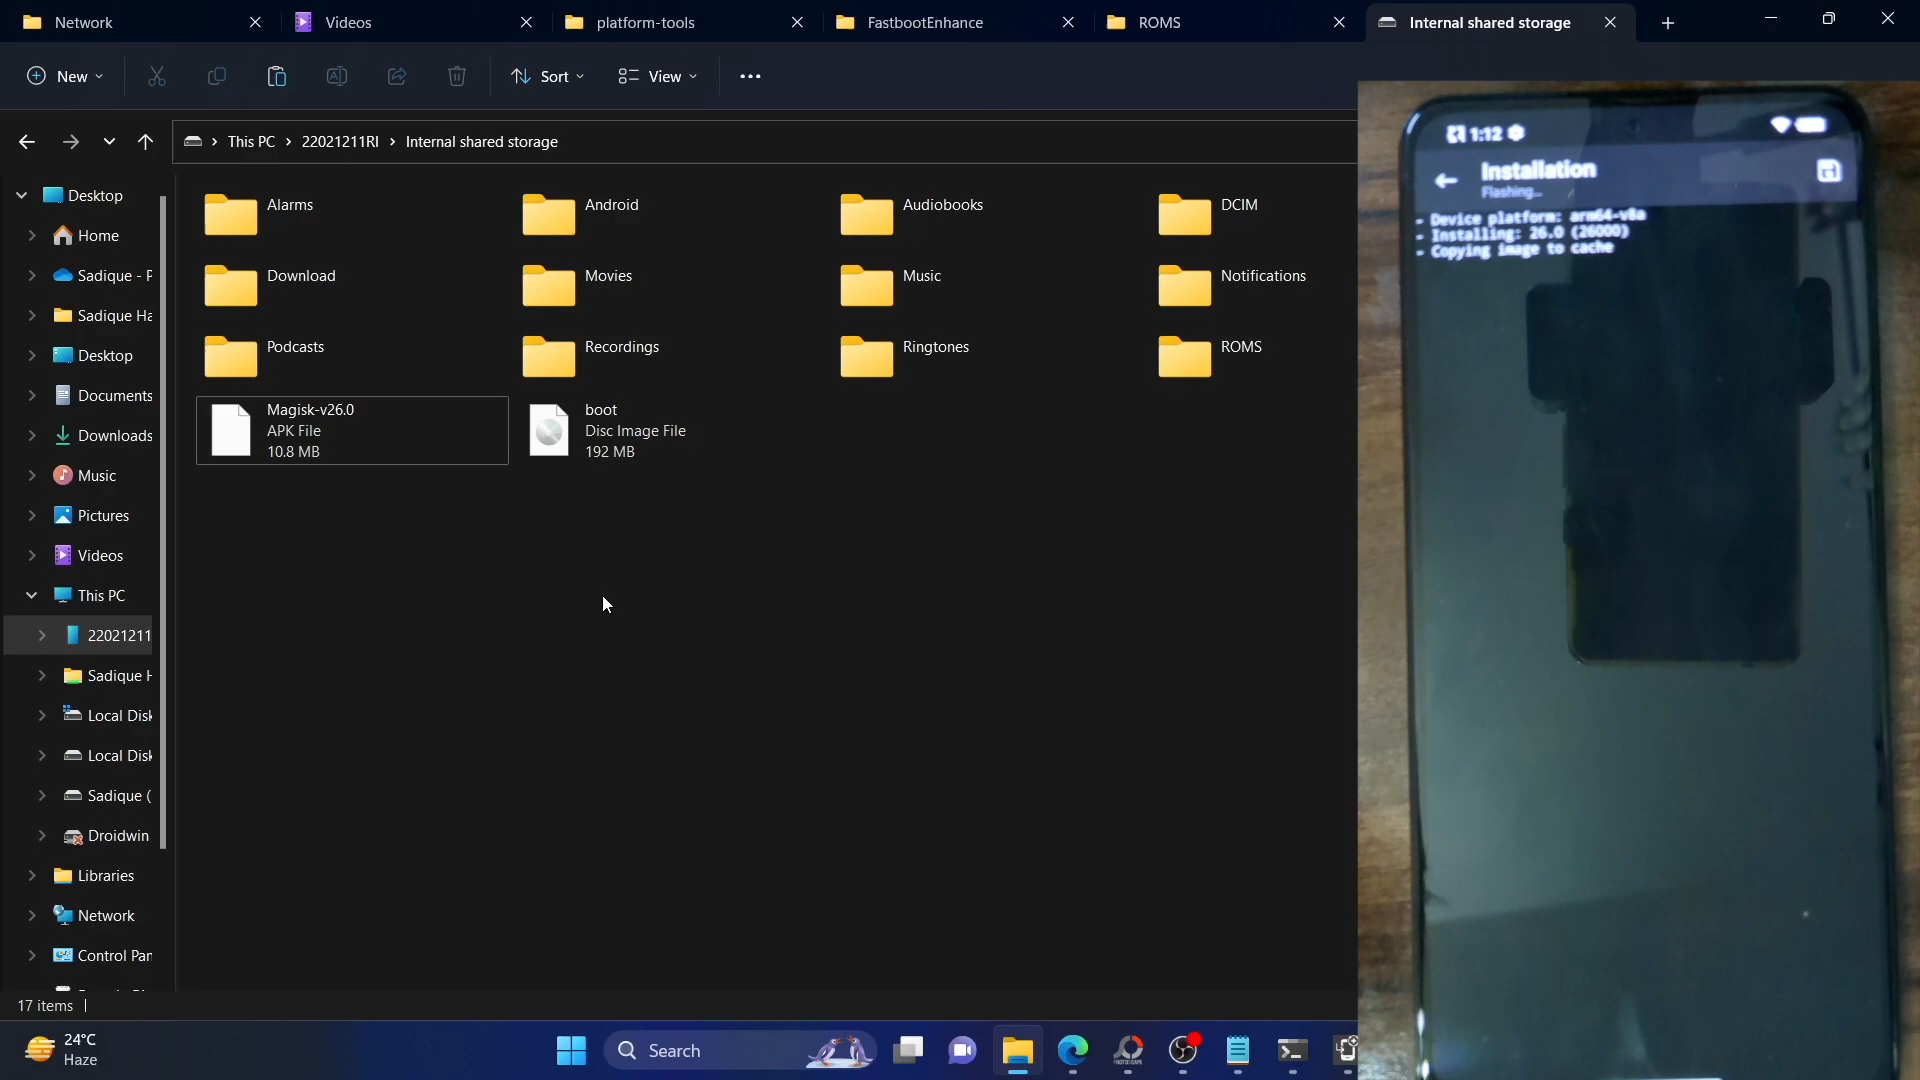 Network
Videos
platform-tools
FastbootEnhance
ROMS
Internal shared storage
New
Sort
View
This PC > 22021211RI > Internal shared storage
Desktop
Home
Sadique - P
Sadique Ha
Desktop
Documents
Downloads
Music
Pictures
Videos
This PC
22021211
Sadique H
Local Disk
Local Disk
Sadique (
Droidwin
Libraries
Network
Control Pan
Alarms
Android
Audiobooks
DCIM
Download
Movies
Music
Notifications
Podcasts
Recordings
Ringtones
ROMS
Magisk-v26.0
APK File
10.8 MB
boot
Disc Image File
192 MB
1:12
Installation
Flashing...
- Device platform: arm64-v8a
- Installing: 26.0 (26000)
- Copying image to cache
17 items
24°C
Haze
Search